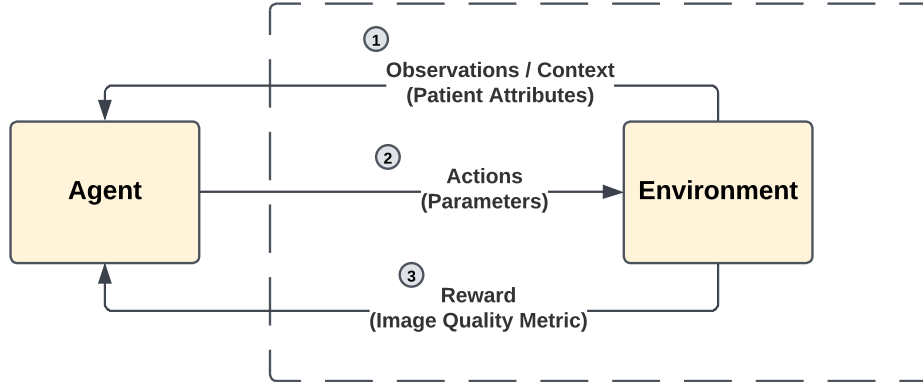 1
Observations / Context
(Patient Attributes)
2
Agent
Actions
(Parameters)
Environment
3
Reward
(Image Quality Metric)